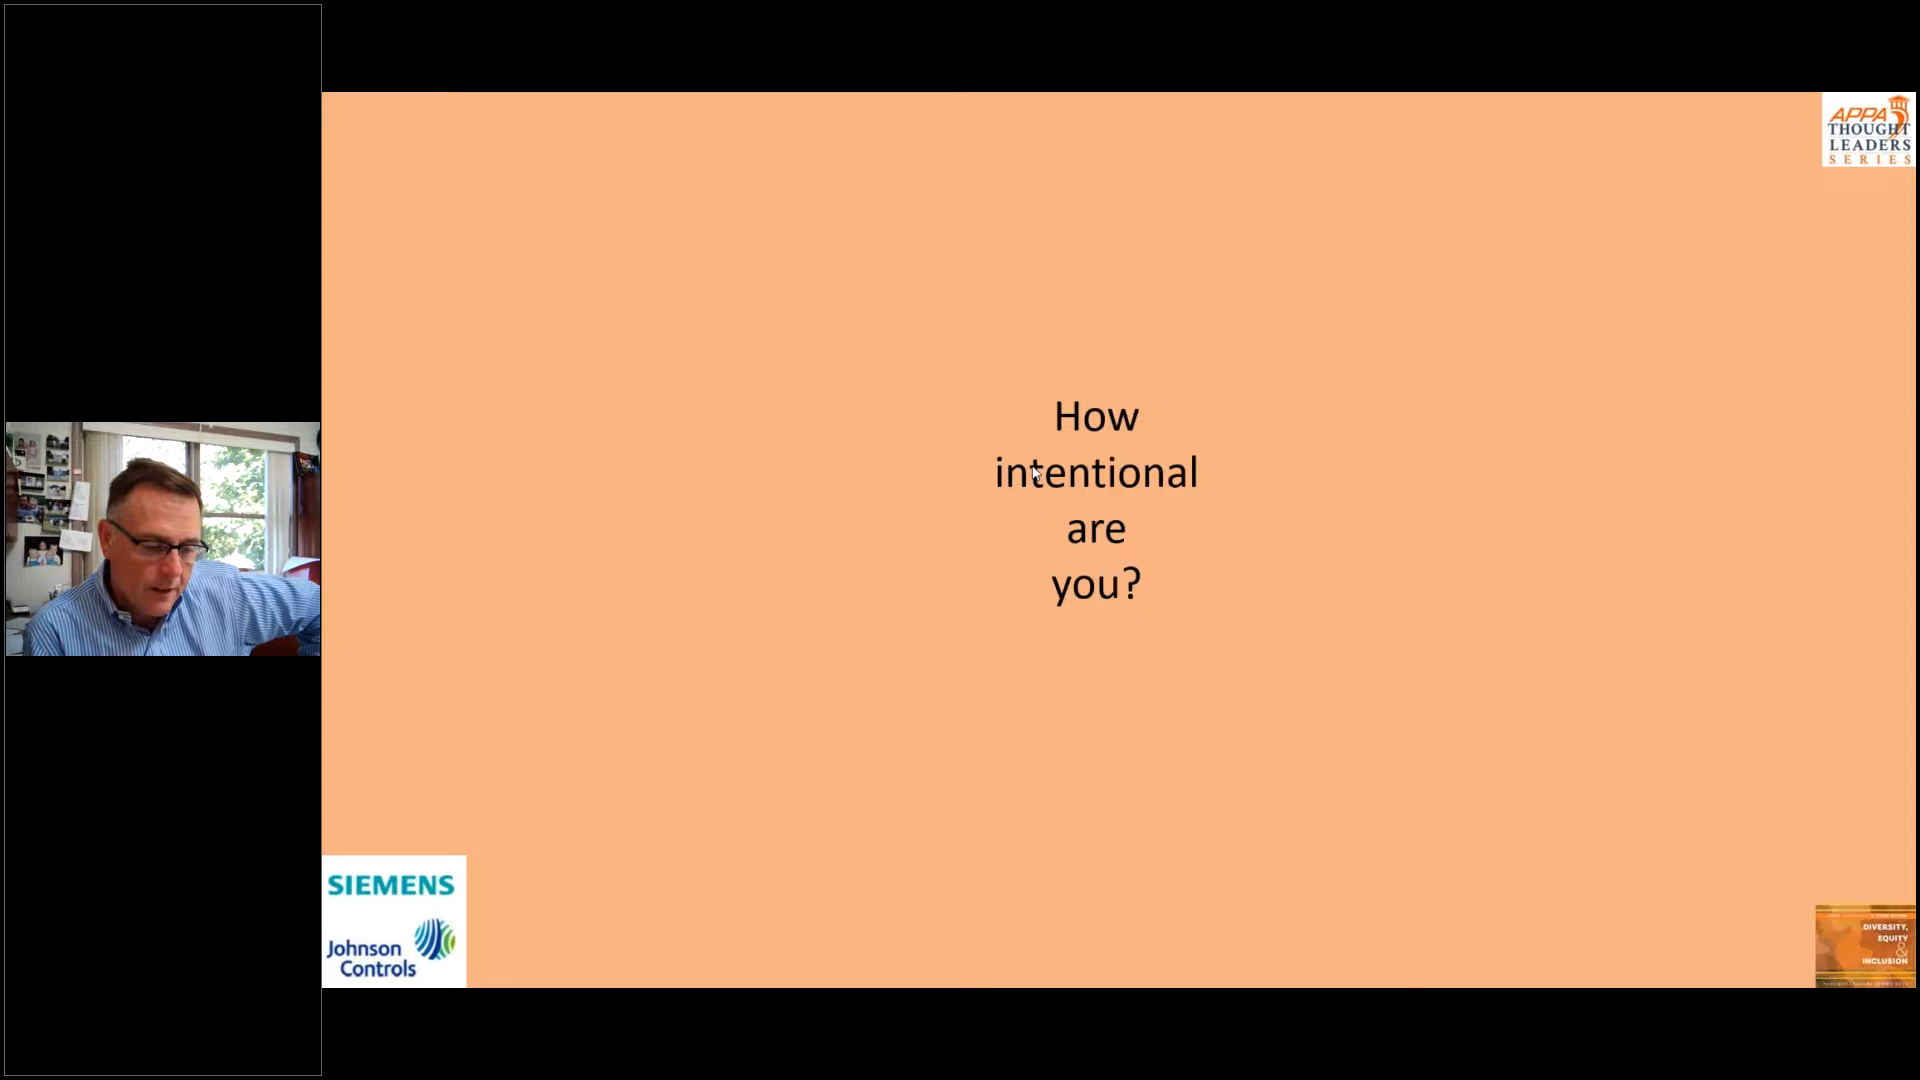 APPA
THOUGHT
LEADERS
SERIES
How
intentional
are
you?
SIEMENS
Johnson
Controls
DIVERSITY,
EQUITY
&
INCLUSION